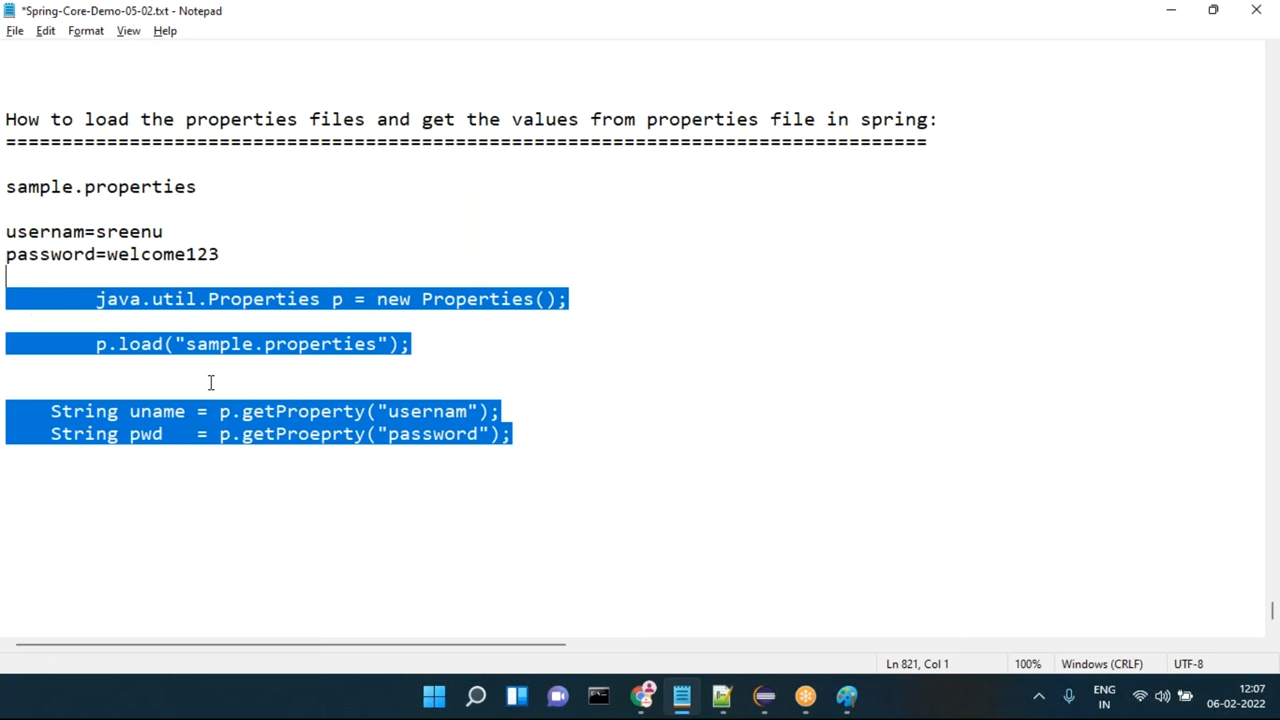 *Spring-Core-Demo-05-02.txt - Notepad
File Edit Format View Help
How to load the properties files and get the values from properties file in spring:
==================================================================================
sample.properties
usernam=sreenu
password=welcome123
java.util.Properties p = new Properties();
p.load("sample.properties");
String uname = p.getProperty("usernam");
String pwd = p.getProeprty("password");
Ln 821, Col 1 100% Windows (CRLF) UTF-8
ENG IN
12:07
06-02-2022